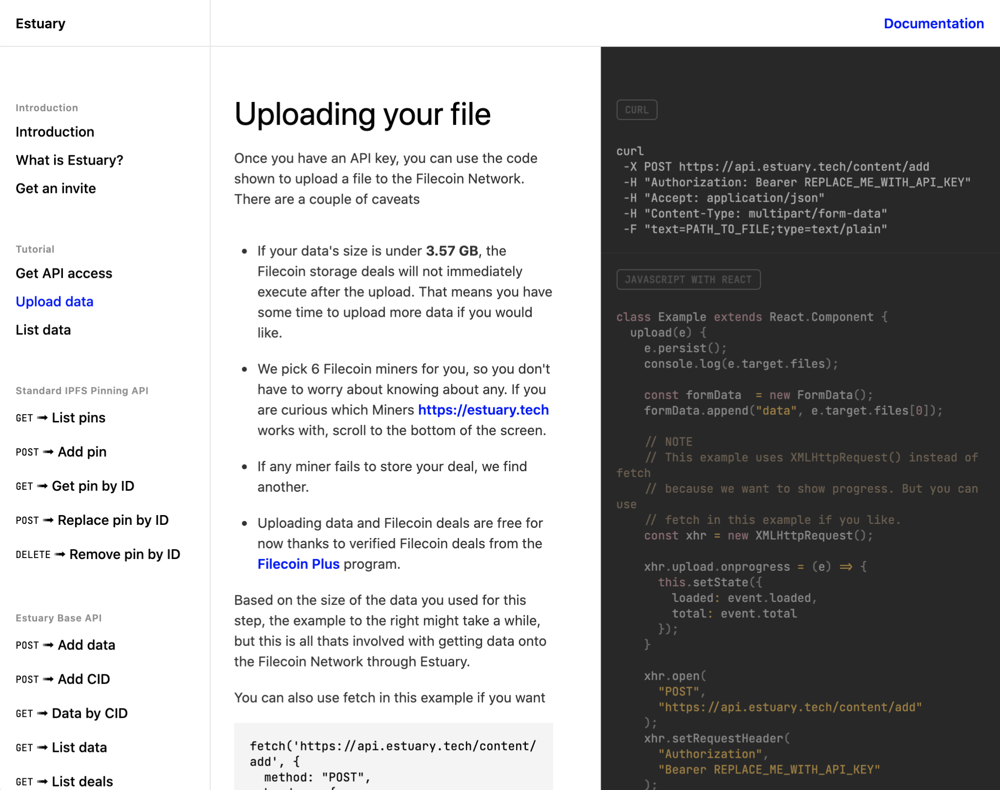 Estuary
Documentation
Introduction
Introduction
What is Estuary?
Get an invite
Tutorial
Get API access
Upload data
List data
Standard IPFS Pinning API
GET ➟ List pins
POST ➟ Add pin
GET ➟ Get pin by ID
POST ➟ Replace pin by ID
DELETE ➟ Remove pin by ID
Estuary Base API
POST ➟ Add data
POST ➟ Add CID
GET ➟ Data by CID
GET ➟ List data
GET ➟ List deals
Uploading your file
Once you have an API key, you can use the code
shown to upload a file to the Filecoin Network.
There are a couple of caveats
• If your data's size is under 3.57 GB, the
Filecoin storage deals will not immediately
execute after the upload. That means you have
some time to upload more data if you would
like.
• We pick 6 Filecoin miners for you, so you don't
have to worry about knowing about any. If you
are curious which Miners https://estuary.tech
works with, scroll to the bottom of the screen.
• If any miner fails to store your deal, we find
another.
• Uploading data and Filecoin deals are free for
now thanks to verified Filecoin deals from the
Filecoin Plus program.
Based on the size of the data you used for this
step, the example to the right might take a while,
but this is all thats involved with getting data onto
the Filecoin Network through Estuary.
You can also use fetch in this example if you want
fetch('https://api.estuary.tech/content/
add', {
  method: "POST",
CURL
curl
 -X POST https://api.estuary.tech/content/add
 -H "Authorization: Bearer REPLACE_ME_WITH_API_KEY"
 -H "Accept: application/json"
 -H "Content-Type: multipart/form-data"
 -F "text=PATH_TO_FILE;type=text/plain"
JAVASCRIPT WITH REACT
class Example extends React.Component {
  upload(e) {
    e.persist();
    console.log(e.target.files);
    const formData  = new FormData();
    formData.append("data", e.target.files[0]);
    // NOTE
    // This example uses XMLHttpRequest() instead of
fetch
    // because we want to show progress. But you can
use
    // fetch in this example if you like.
    const xhr = new XMLHttpRequest();
    xhr.upload.onprogress = (e) => {
      this.setState({
        loaded: event.loaded,
        total: event.total
      });
    }
    xhr.open(
      "POST",
      "https://api.estuary.tech/content/add"
    );
    xhr.setRequestHeader(
      "Authorization",
      "Bearer REPLACE_ME_WITH_API_KEY"
    );